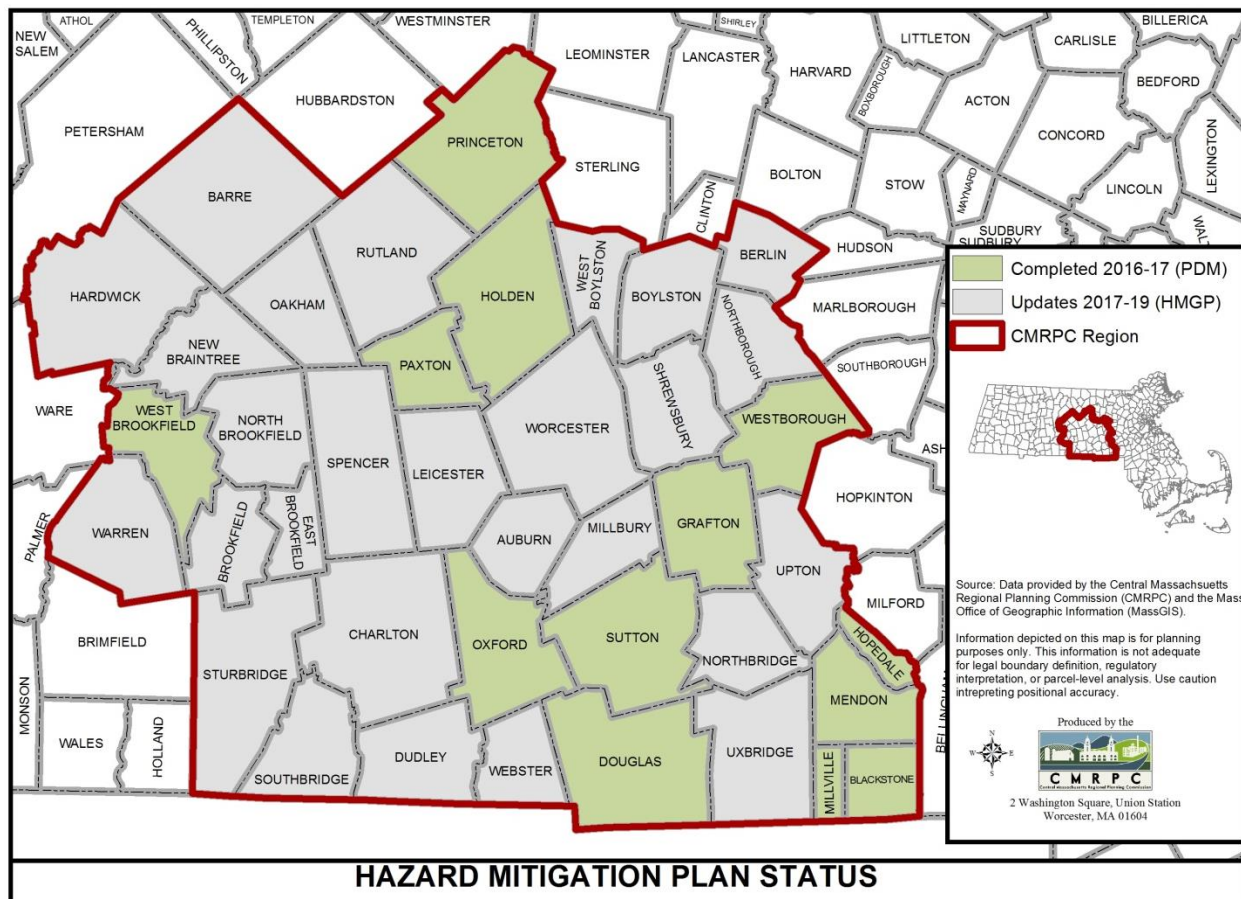 ATHOL
TEMPLETON
WESTMINSTER
SHIRLEY
LITTLETON
CARLISLE
BILLERICA
NEW
SALEM
PHILLIPSTON
LEOMINSTER
LANCASTER
HARVARD
BOXBOROUGH
ACTON
BEDFORD
HUBBARDSTON
PETERSHAM
PRINCETON
STERLING
BOLTON
STOW
CONCORD
LEXINGTON
MAYNARD
LINCOLN
CLINTON
BARRE
RUTLAND
BERLIN
HUDSON
SUDBURY
SUDBURY
HARDWICK
OAKHAM
HOLDEN
WEST
BOYLSTON
BOYLSTON
NORTHBOROUGH
MARLBOROUGH
NEW
BRAINTREE
PAXTON
SHREWSBURY
SOUTHBOROUGH
WARE
WEST
BROOKFIELD
NORTH
BROOKFIELD
SPENCER
LEICESTER
WORCESTER
WESTBOROUGH
HOPKINTON
PALMER
WARREN
BROOKFIELD
EAST
BROOKFIELD
AUBURN
MILLBURY
GRAFTON
UPTON
MILFORD
BRIMFIELD
STURBRIDGE
CHARLTON
OXFORD
SUTTON
NORTHBRIDGE
HOPEDALE
MENDON
MONSON
WALES
HOLLAND
SOUTHBRIDGE
DUDLEY
WEBSTER
DOUGLAS
UXBRIDGE
MILLVILLE
BLACKSTONE
Completed 2016-17 (PDM)
Updates 2017-19 (HMGP)
CMRPC Region
Source: Data provided by the Central Massachsuetts
Regional Planning Commission (CMRPC) and the Mass
Office of Geographic Information (MassGIS).
Information depicted on this map is for planning
purposes only. This information is not adequate
for legal boundary definition, regulatory
interpretation, or parcel-level analysis. Use caution
intrepreting positional accuracy.
N
W E
S
Produced by the
CMRPC
Central Massachusetts Regional Planning Commission
2 Washington Square, Union Station
Worcester, MA 01604
HAZARD MITIGATION PLAN STATUS